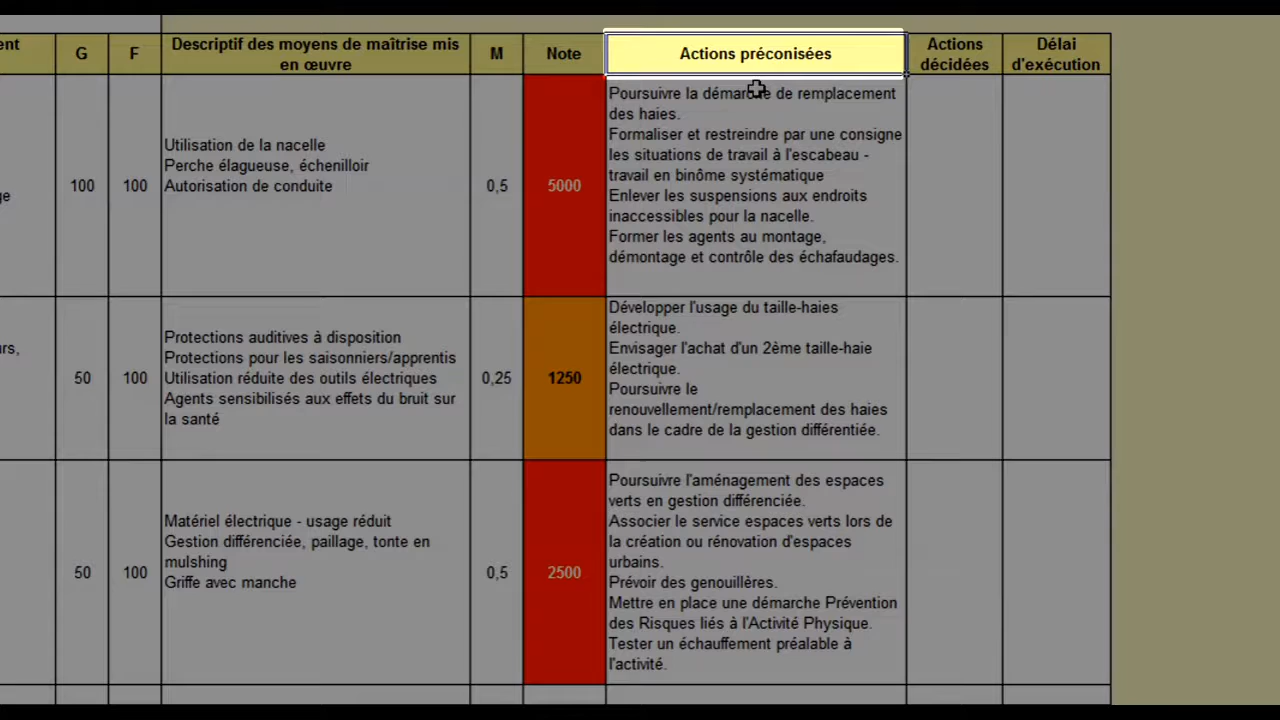 ent
G
F
Descriptif des moyens de maîtrise mis
en œuvre
M
Note
Actions préconisées
Actions
décidées
Délai
d'exécution
ge
100
100
Utilisation de la nacelle
Perche élagueuse, échenilloir
Autorisation de conduite
0,5
5000
Poursuivre la démarche de remplacement
des haies.
Formaliser et restreindre par une consigne
les situations de travail à l'escabeau -
travail en binôme systématique
Enlever les suspensions aux endroits
inaccessibles pour la nacelle.
Former les agents au montage,
démontage et contrôle des échafaudages.
urs,
50
100
Protections auditives à disposition
Protections pour les saisonniers/apprentis
Utilisation réduite des outils électriques
Agents sensibilisés aux effets du bruit sur
la santé
0,25
1250
Développer l'usage du taille-haies
électrique.
Envisager l'achat d'un 2ème taille-haie
électrique.
Poursuivre le
renouvellement/remplacement des haies
dans le cadre de la gestion différentiée.
50
100
Matériel électrique - usage réduit
Gestion différenciée, paillage, tonte en
mulshing
Griffe avec manche
0,5
2500
Poursuivre l'aménagement des espaces
verts en gestion différenciée.
Associer le service espaces verts lors de
la création ou rénovation d'espaces
urbains.
Prévoir des genouillères.
Mettre en place une démarche Prévention
des Risques liés à l'Activité Physique.
Tester un échauffement préalable à
l'activité.